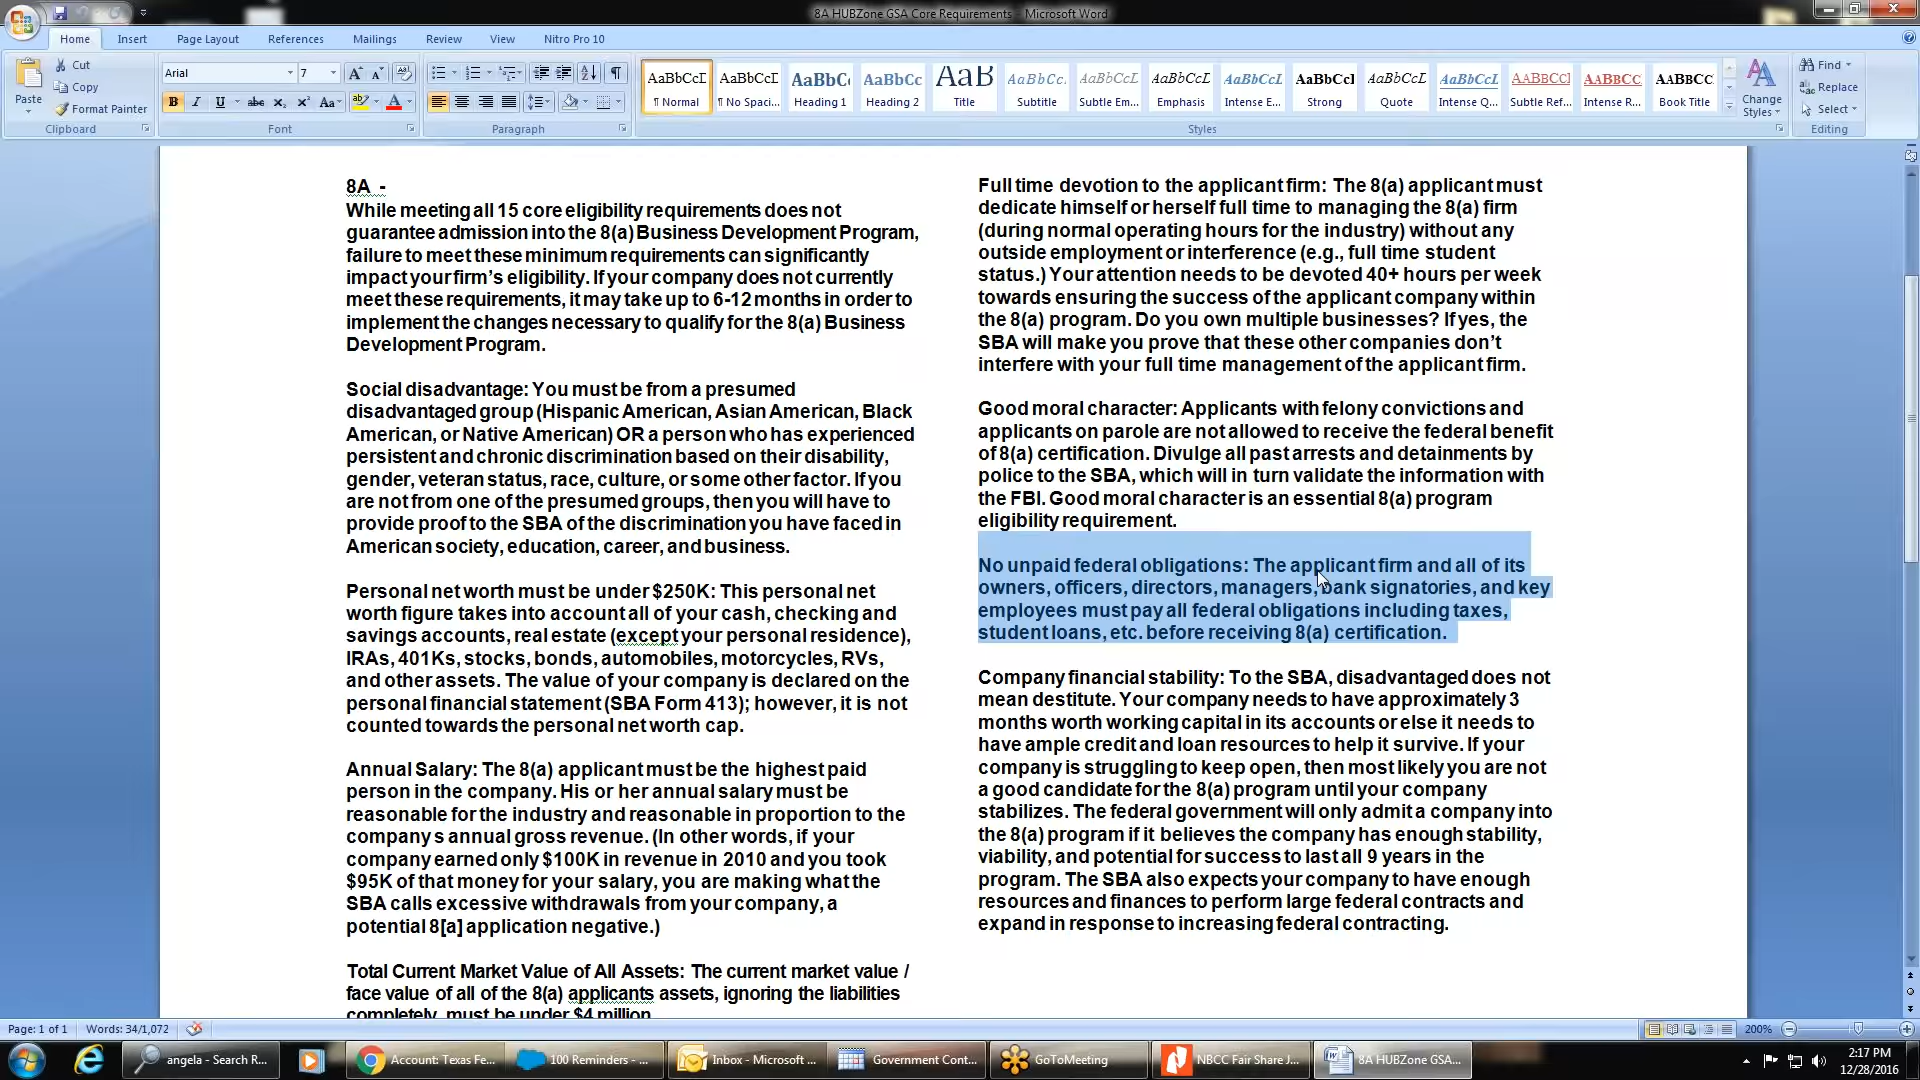 8A HUBZone GSA Core Requirements - Microsoft Word
Home Insert Page Layout References Mailings Review View Nitro Pro 10
Paste
Cut
Copy
Format Painter
Clipboard
Arial 7
Font
Paragraph
AaBbCcI AaBbCcI AaBbC AaBbCc AaB AaBbCc. AaBbCcL AaBbCcL AaBbCcL AaBbCcI AaBbCcL AaBbCcL AABBCCI AABBCC AABBCC
¶ Normal ¶ No Spaci... Heading 1 Heading 2 Title Subtitle Subtle Em... Emphasis Intense E... Strong Quote Intense Q... Subtle Ref... Intense R... Book Title
Change Styles
Styles
Find
Replace
Select
Editing
8A -
While meeting all 15 core eligibility requirements does not
guarantee admission into the 8(a) Business Development Program,
failure to meet these minimum requirements can significantly
impact your firm's eligibility. If your company does not currently
meet these requirements, it may take up to 6-12 months in order to
implement the changes necessary to qualify for the 8(a) Business
Development Program.
Social disadvantage: You must be from a presumed
disadvantaged group (Hispanic American, Asian American, Black
American, or Native American) OR a person who has experienced
persistent and chronic discrimination based on their disability,
gender, veteran status, race, culture, or some other factor. If you
are not from one of the presumed groups, then you will have to
provide proof to the SBA of the discrimination you have faced in
American society, education, career, and business.
Personal net worth must be under $250K: This personal net
worth figure takes into account all of your cash, checking and
savings accounts, real estate (except your personal residence),
IRAs, 401Ks, stocks, bonds, automobiles, motorcycles, RVs,
and other assets. The value of your company is declared on the
personal financial statement (SBA Form 413); however, it is not
counted towards the personal net worth cap.
Annual Salary: The 8(a) applicant must be the highest paid
person in the company. His or her annual salary must be
reasonable for the industry and reasonable in proportion to the
company s annual gross revenue. (In other words, if your
company earned only $100K in revenue in 2010 and you took
$95K of that money for your salary, you are making what the
SBA calls excessive withdrawals from your company, a
potential 8[a] application negative.)
Total Current Market Value of All Assets: The current market value /
face value of all of the 8(a) applicants assets, ignoring the liabilities
completely, must be under $4 million
Full time devotion to the applicant firm: The 8(a) applicant must
dedicate himself or herself full time to managing the 8(a) firm
(during normal operating hours for the industry) without any
outside employment or interference (e.g., full time student
status.) Your attention needs to be devoted 40+ hours per week
towards ensuring the success of the applicant company within
the 8(a) program. Do you own multiple businesses? If yes, the
SBA will make you prove that these other companies don't
interfere with your full time management of the applicant firm.
Good moral character: Applicants with felony convictions and
applicants on parole are not allowed to receive the federal benefit
of 8(a) certification. Divulge all past arrests and detainments by
police to the SBA, which will in turn validate the information with
the FBI. Good moral character is an essential 8(a) program
eligibility requirement.
No unpaid federal obligations: The applicant firm and all of its
owners, officers, directors, managers, bank signatories, and key
employees must pay all federal obligations including taxes,
student loans, etc. before receiving 8(a) certification.
Company financial stability: To the SBA, disadvantaged does not
mean destitute. Your company needs to have approximately 3
months worth working capital in its accounts or else it needs to
have ample credit and loan resources to help it survive. If your
company is struggling to keep open, then most likely you are not
a good candidate for the 8(a) program until your company
stabilizes. The federal government will only admit a company into
the 8(a) program if it believes the company has enough stability,
viability, and potential for success to last all 9 years in the
program. The SBA also expects your company to have enough
resources and finances to perform large federal contracts and
expand in response to increasing federal contracting.
Page: 1 of 1 Words: 34/1,072 200%
angela - Search R... Account: Texas Fe... 100 Reminders - ... Inbox - Microsoft ... Government Cont... GoToMeeting NBCC Fair Share J... 8A HUBZone GSA...
2:17 PM
12/28/2016